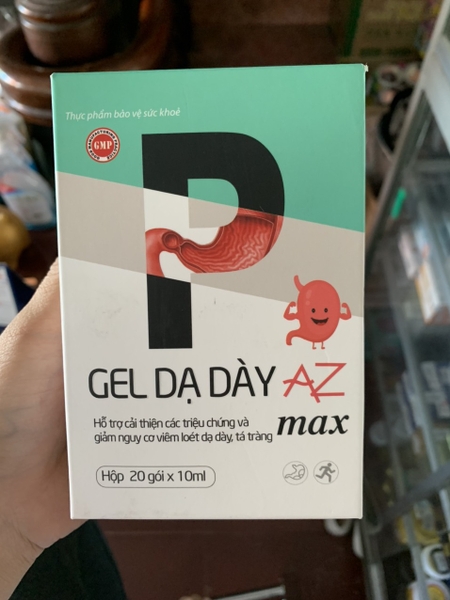 Thực phẩm bảo vệ sức khoẻ
GMP
P
GEL DẠ DÀY AZ
max
Hỗ trợ cải thiện các triệu chứng và
giảm nguy cơ viêm loét dạ dày, tá tràng
Hộp 20 gói x 10ml